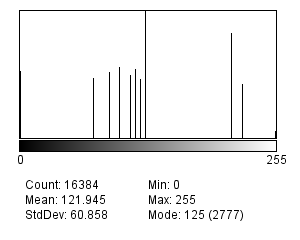 0 255
Count: 16384 Min: 0
Mean: 121.945 Max: 255
StdDev: 60.858 Mode: 125 (2777)